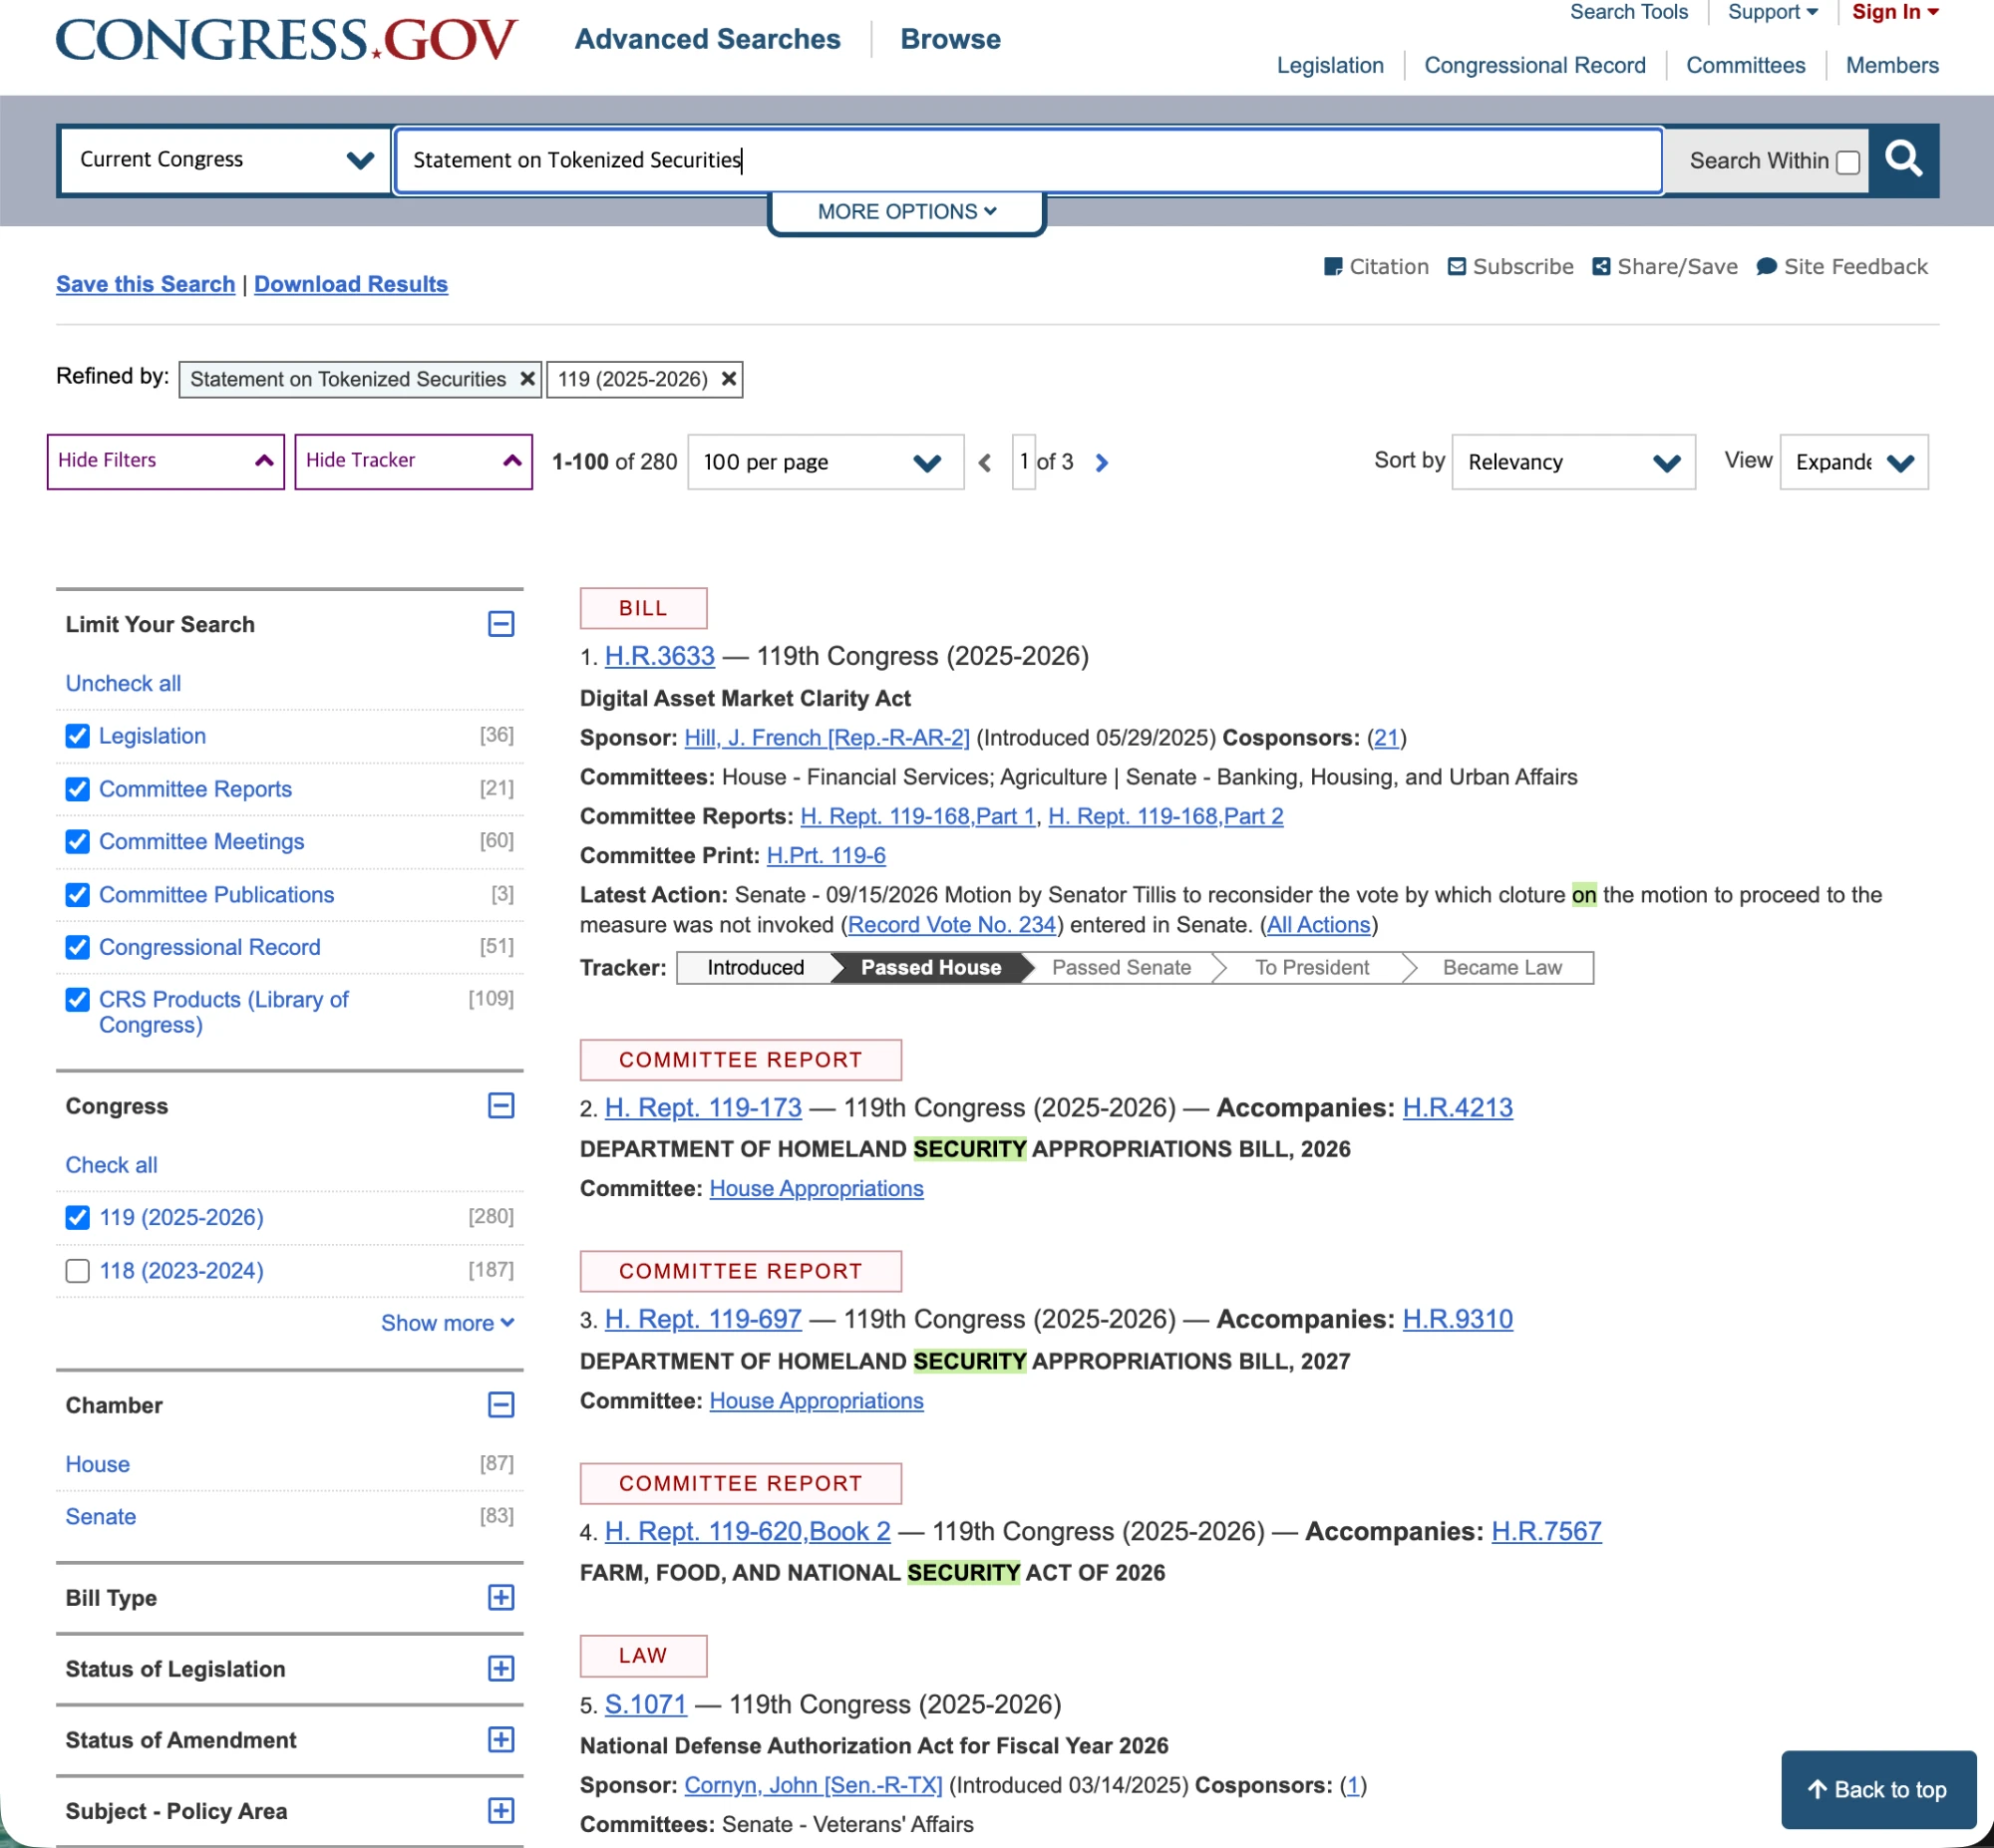 CONGRESS.GOV
Advanced Searches
Browse
Search Tools
Support
Sign In
Legislation
Congressional Record
Committees
Members
Current Congress
Statement on Tokenized Securities
Search Within
MORE OPTIONS
Save this Search | Download Results
Citation
Subscribe
Share/Save
Site Feedback
Refined by: Statement on Tokenized Securities 119 (2025-2026)
Hide Filters
Hide Tracker
1-100 of 280
100 per page
1 of 3
Sort by Relevancy
View Expande
Limit Your Search
Uncheck all
Legislation [36]
Committee Reports [21]
Committee Meetings [60]
Committee Publications [3]
Congressional Record [51]
CRS Products (Library of
Congress) [109]
Congress
Check all
119 (2025-2026) [280]
118 (2023-2024) [187]
Show more
Chamber
House [87]
Senate [83]
Bill Type
Status of Legislation
Status of Amendment
Subject - Policy Area
BILL
1. H.R.3633 — 119th Congress (2025-2026)
Digital Asset Market Clarity Act
Sponsor: Hill, J. French [Rep.-R-AR-2] (Introduced 05/29/2025) Cosponsors: (21)
Committees: House - Financial Services; Agriculture | Senate - Banking, Housing, and Urban Affairs
Committee Reports: H. Rept. 119-168,Part 1, H. Rept. 119-168,Part 2
Committee Print: H.Prt. 119-6
Latest Action: Senate - 09/15/2026 Motion by Senator Tillis to reconsider the vote by which cloture on the motion to proceed to the
measure was not invoked (Record Vote No. 234) entered in Senate. (All Actions)
Tracker: Introduced Passed House Passed Senate To President Became Law
COMMITTEE REPORT
2. H. Rept. 119-173 — 119th Congress (2025-2026) — Accompanies: H.R.4213
DEPARTMENT OF HOMELAND SECURITY APPROPRIATIONS BILL, 2026
Committee: House Appropriations
COMMITTEE REPORT
3. H. Rept. 119-697 — 119th Congress (2025-2026) — Accompanies: H.R.9310
DEPARTMENT OF HOMELAND SECURITY APPROPRIATIONS BILL, 2027
Committee: House Appropriations
COMMITTEE REPORT
4. H. Rept. 119-620,Book 2 — 119th Congress (2025-2026) — Accompanies: H.R.7567
FARM, FOOD, AND NATIONAL SECURITY ACT OF 2026
LAW
5. S.1071 — 119th Congress (2025-2026)
National Defense Authorization Act for Fiscal Year 2026
Sponsor: Cornyn, John [Sen.-R-TX] (Introduced 03/14/2025) Cosponsors: (1)
Committees: Senate - Veterans' Affairs
Back to top